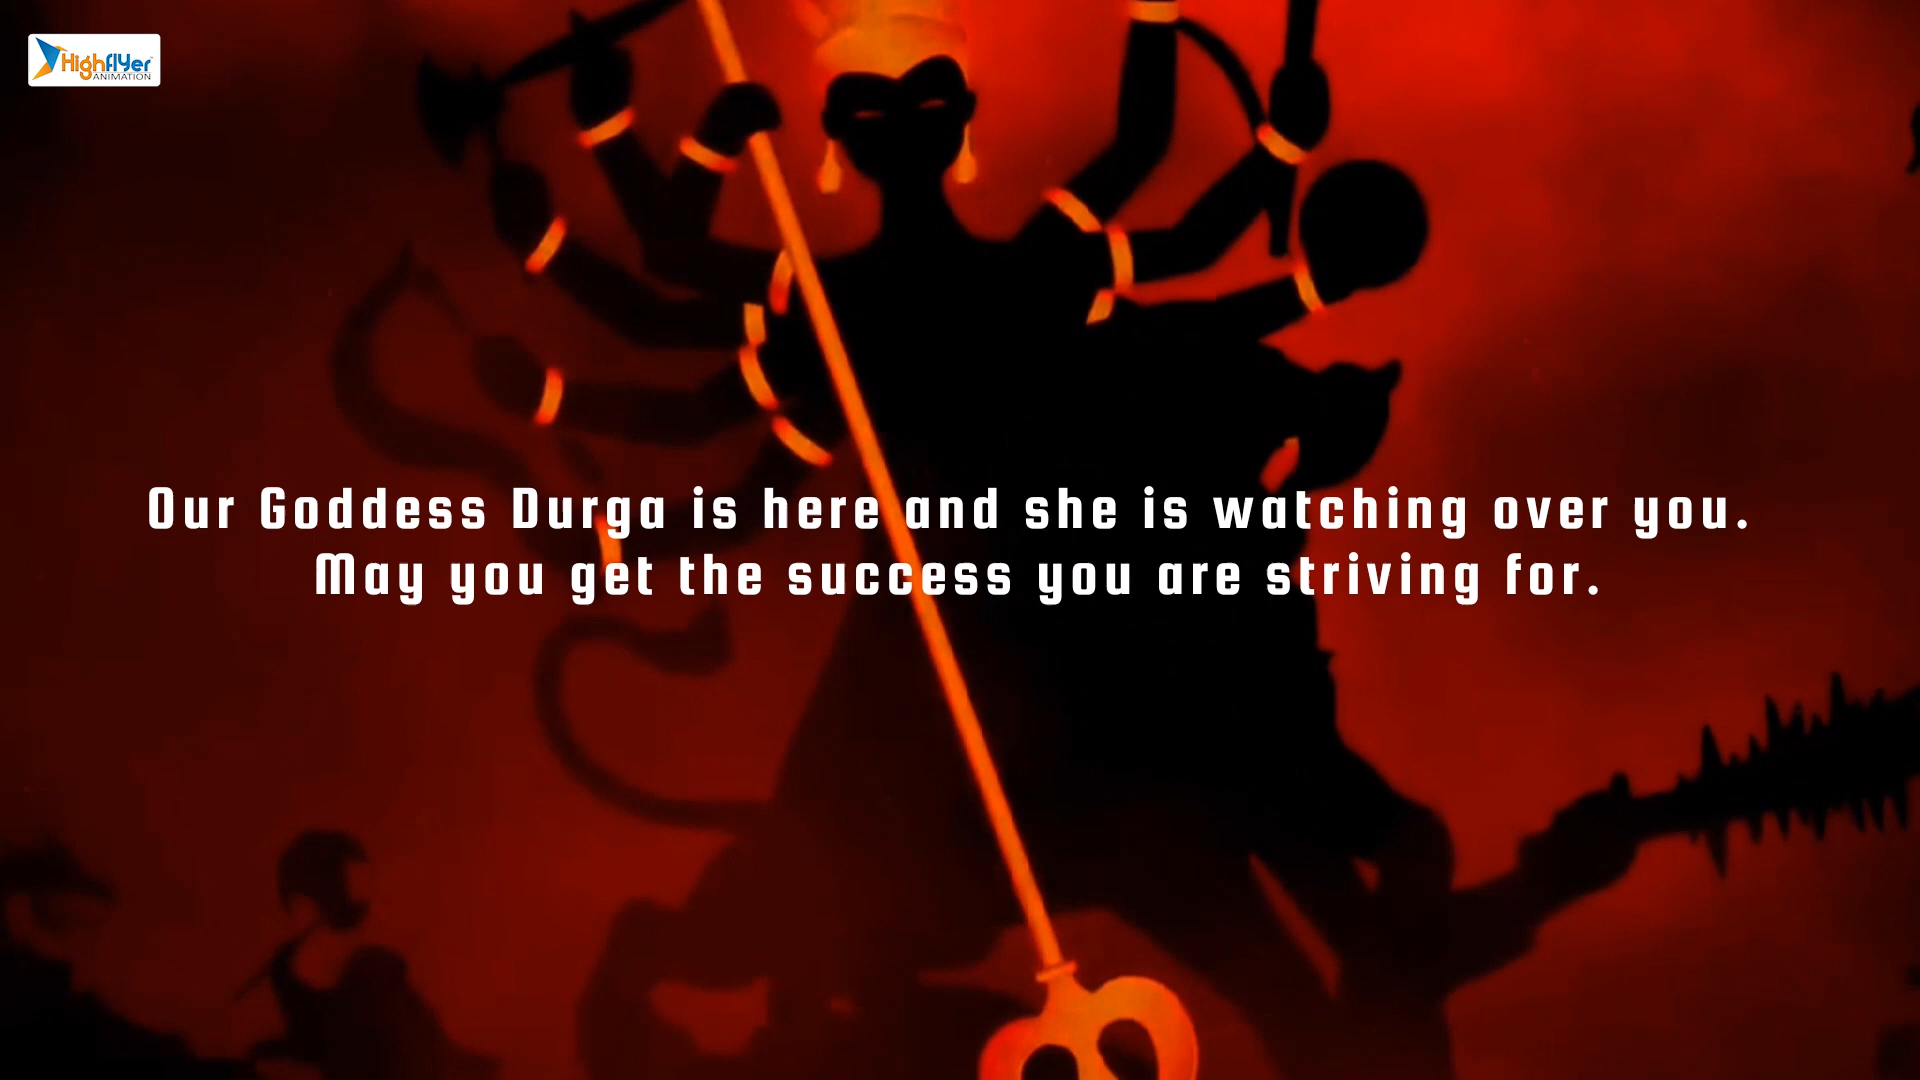 Highflyer
ANIMATION
Our Goddess Durga is here and she is watching over you.
May you get the success you are striving for.